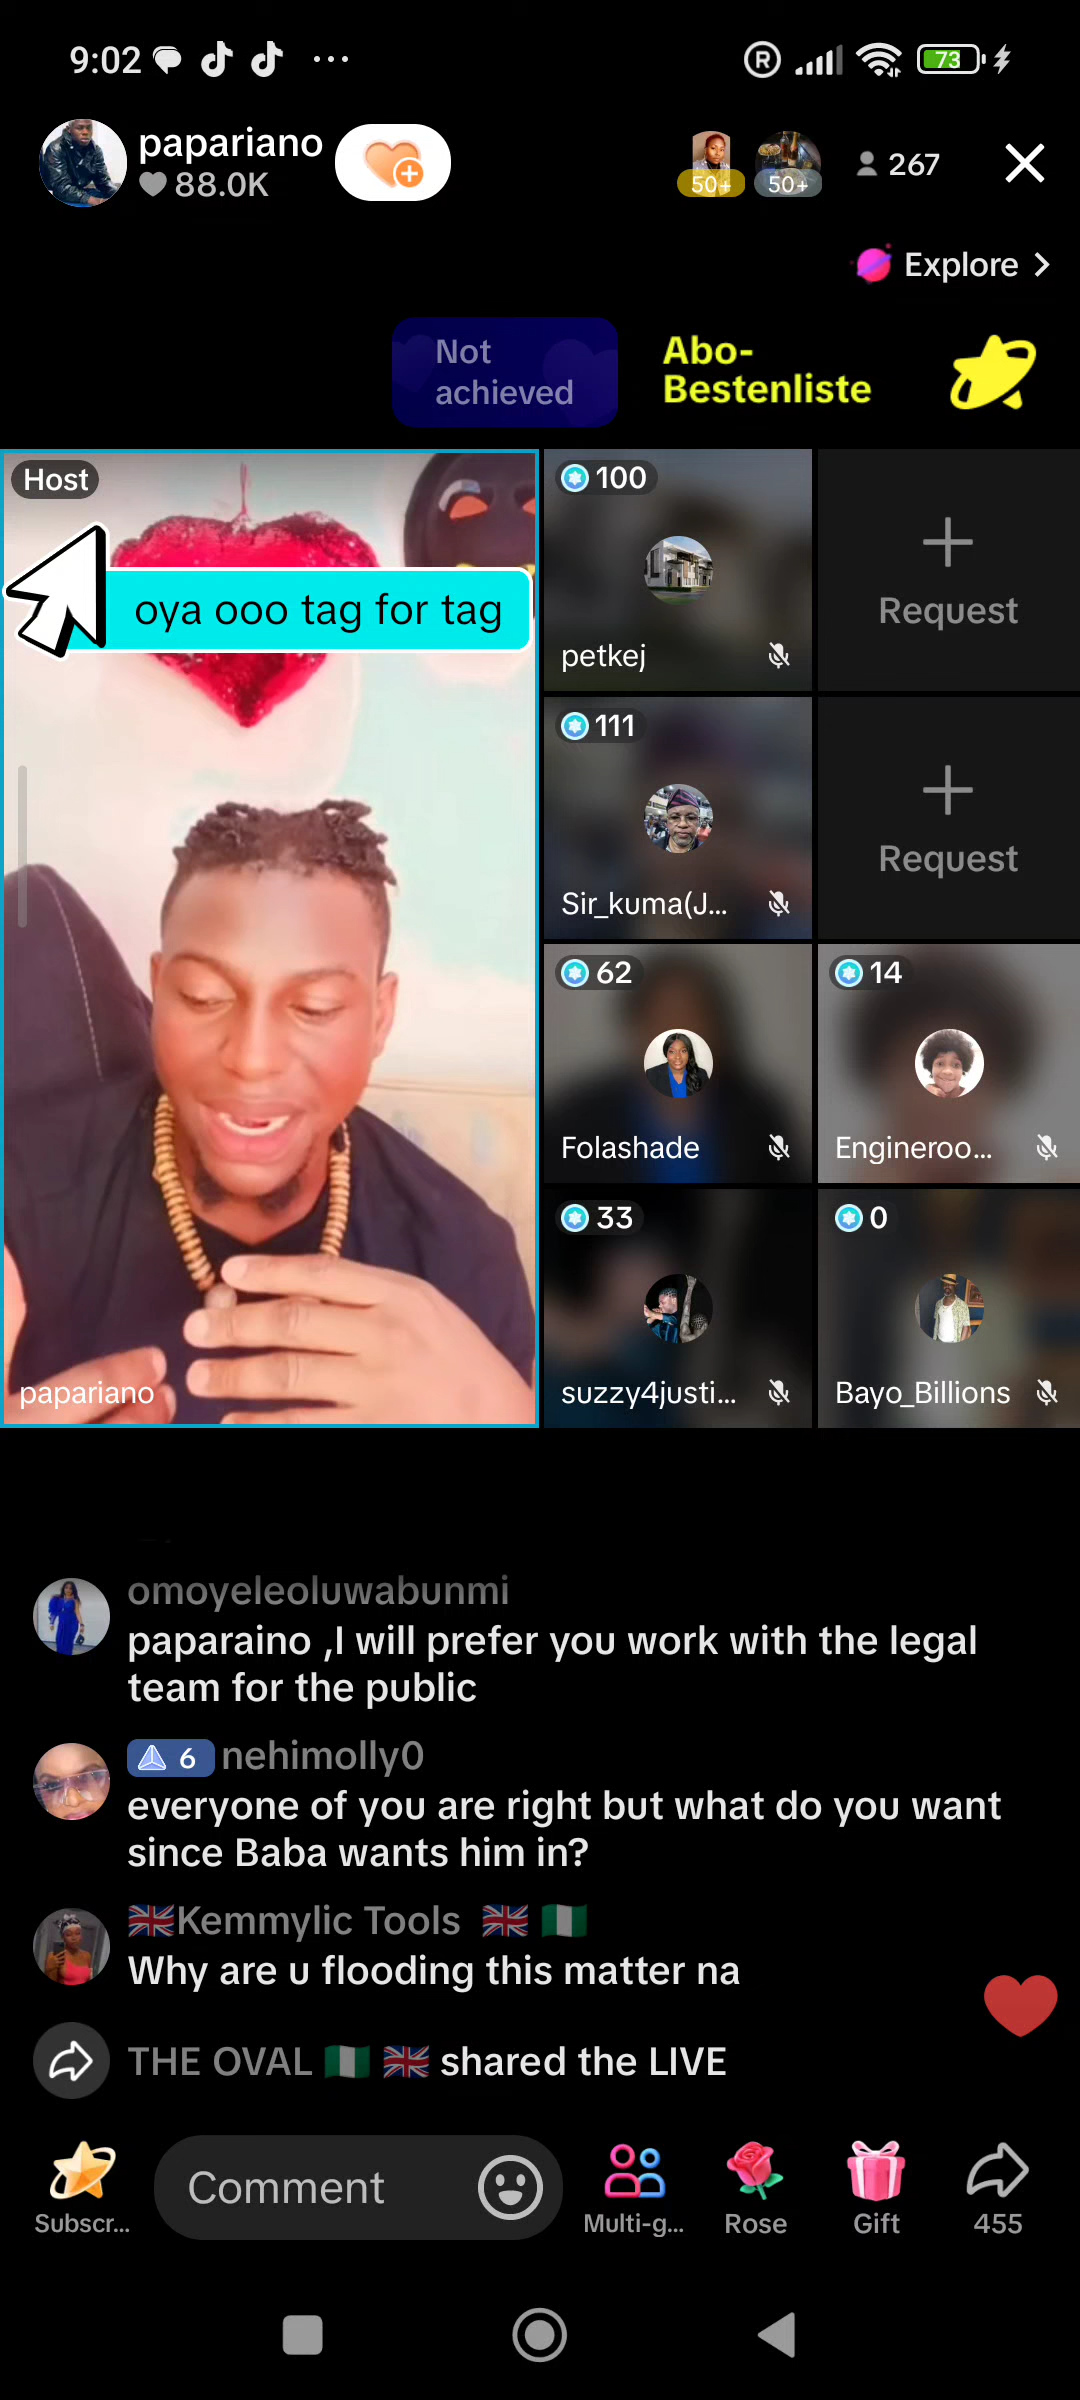 9:02
73
papariano
88.0K
50+
50+
267
Explore
Not
achieved
Abo-
Bestenliste
Host
oya ooo tag for tag
papariano
100
petkej
Request
111
Sir_kuma(J...
Request
62
Folashade
14
Engineroo...
33
suzzy4justi...
0
Bayo_Billions
omoyeleoluwabunmi
paparaino ,I will prefer you work with the legal
team for the public
6 nehimolly0
everyone of you are right but what do you want
since Baba wants him in?
🇬🇧Kemmylic Tools 🇬🇧 🇳🇬
Why are u flooding this matter na
THE OVAL 🇳🇬 🇬🇧 shared the LIVE
Subscr...
Comment
Multi-g...
Rose
Gift
455